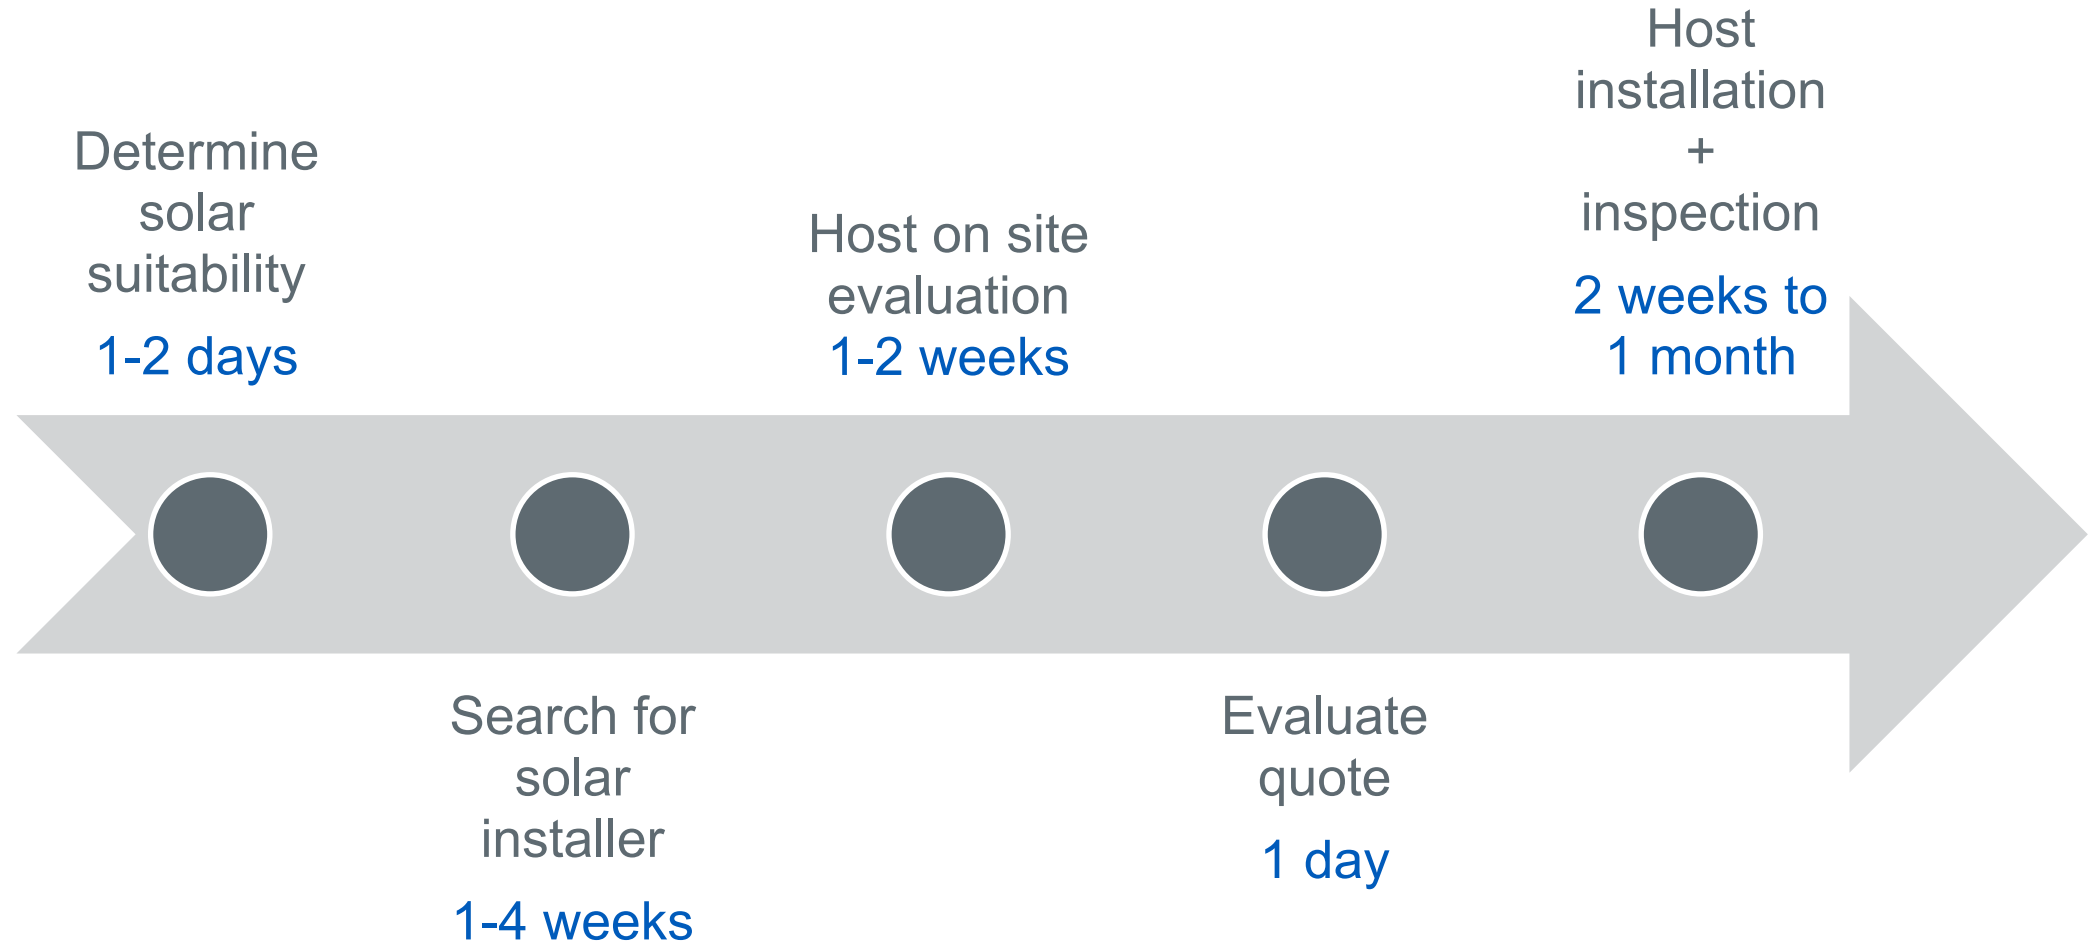 Determine
solar
suitability
1-2 days
Search for
solar
installer
1-4 weeks
Host on site
evaluation
1-2 weeks
Evaluate
quote
1 day
Host
installation
+
inspection
2 weeks to
1 month